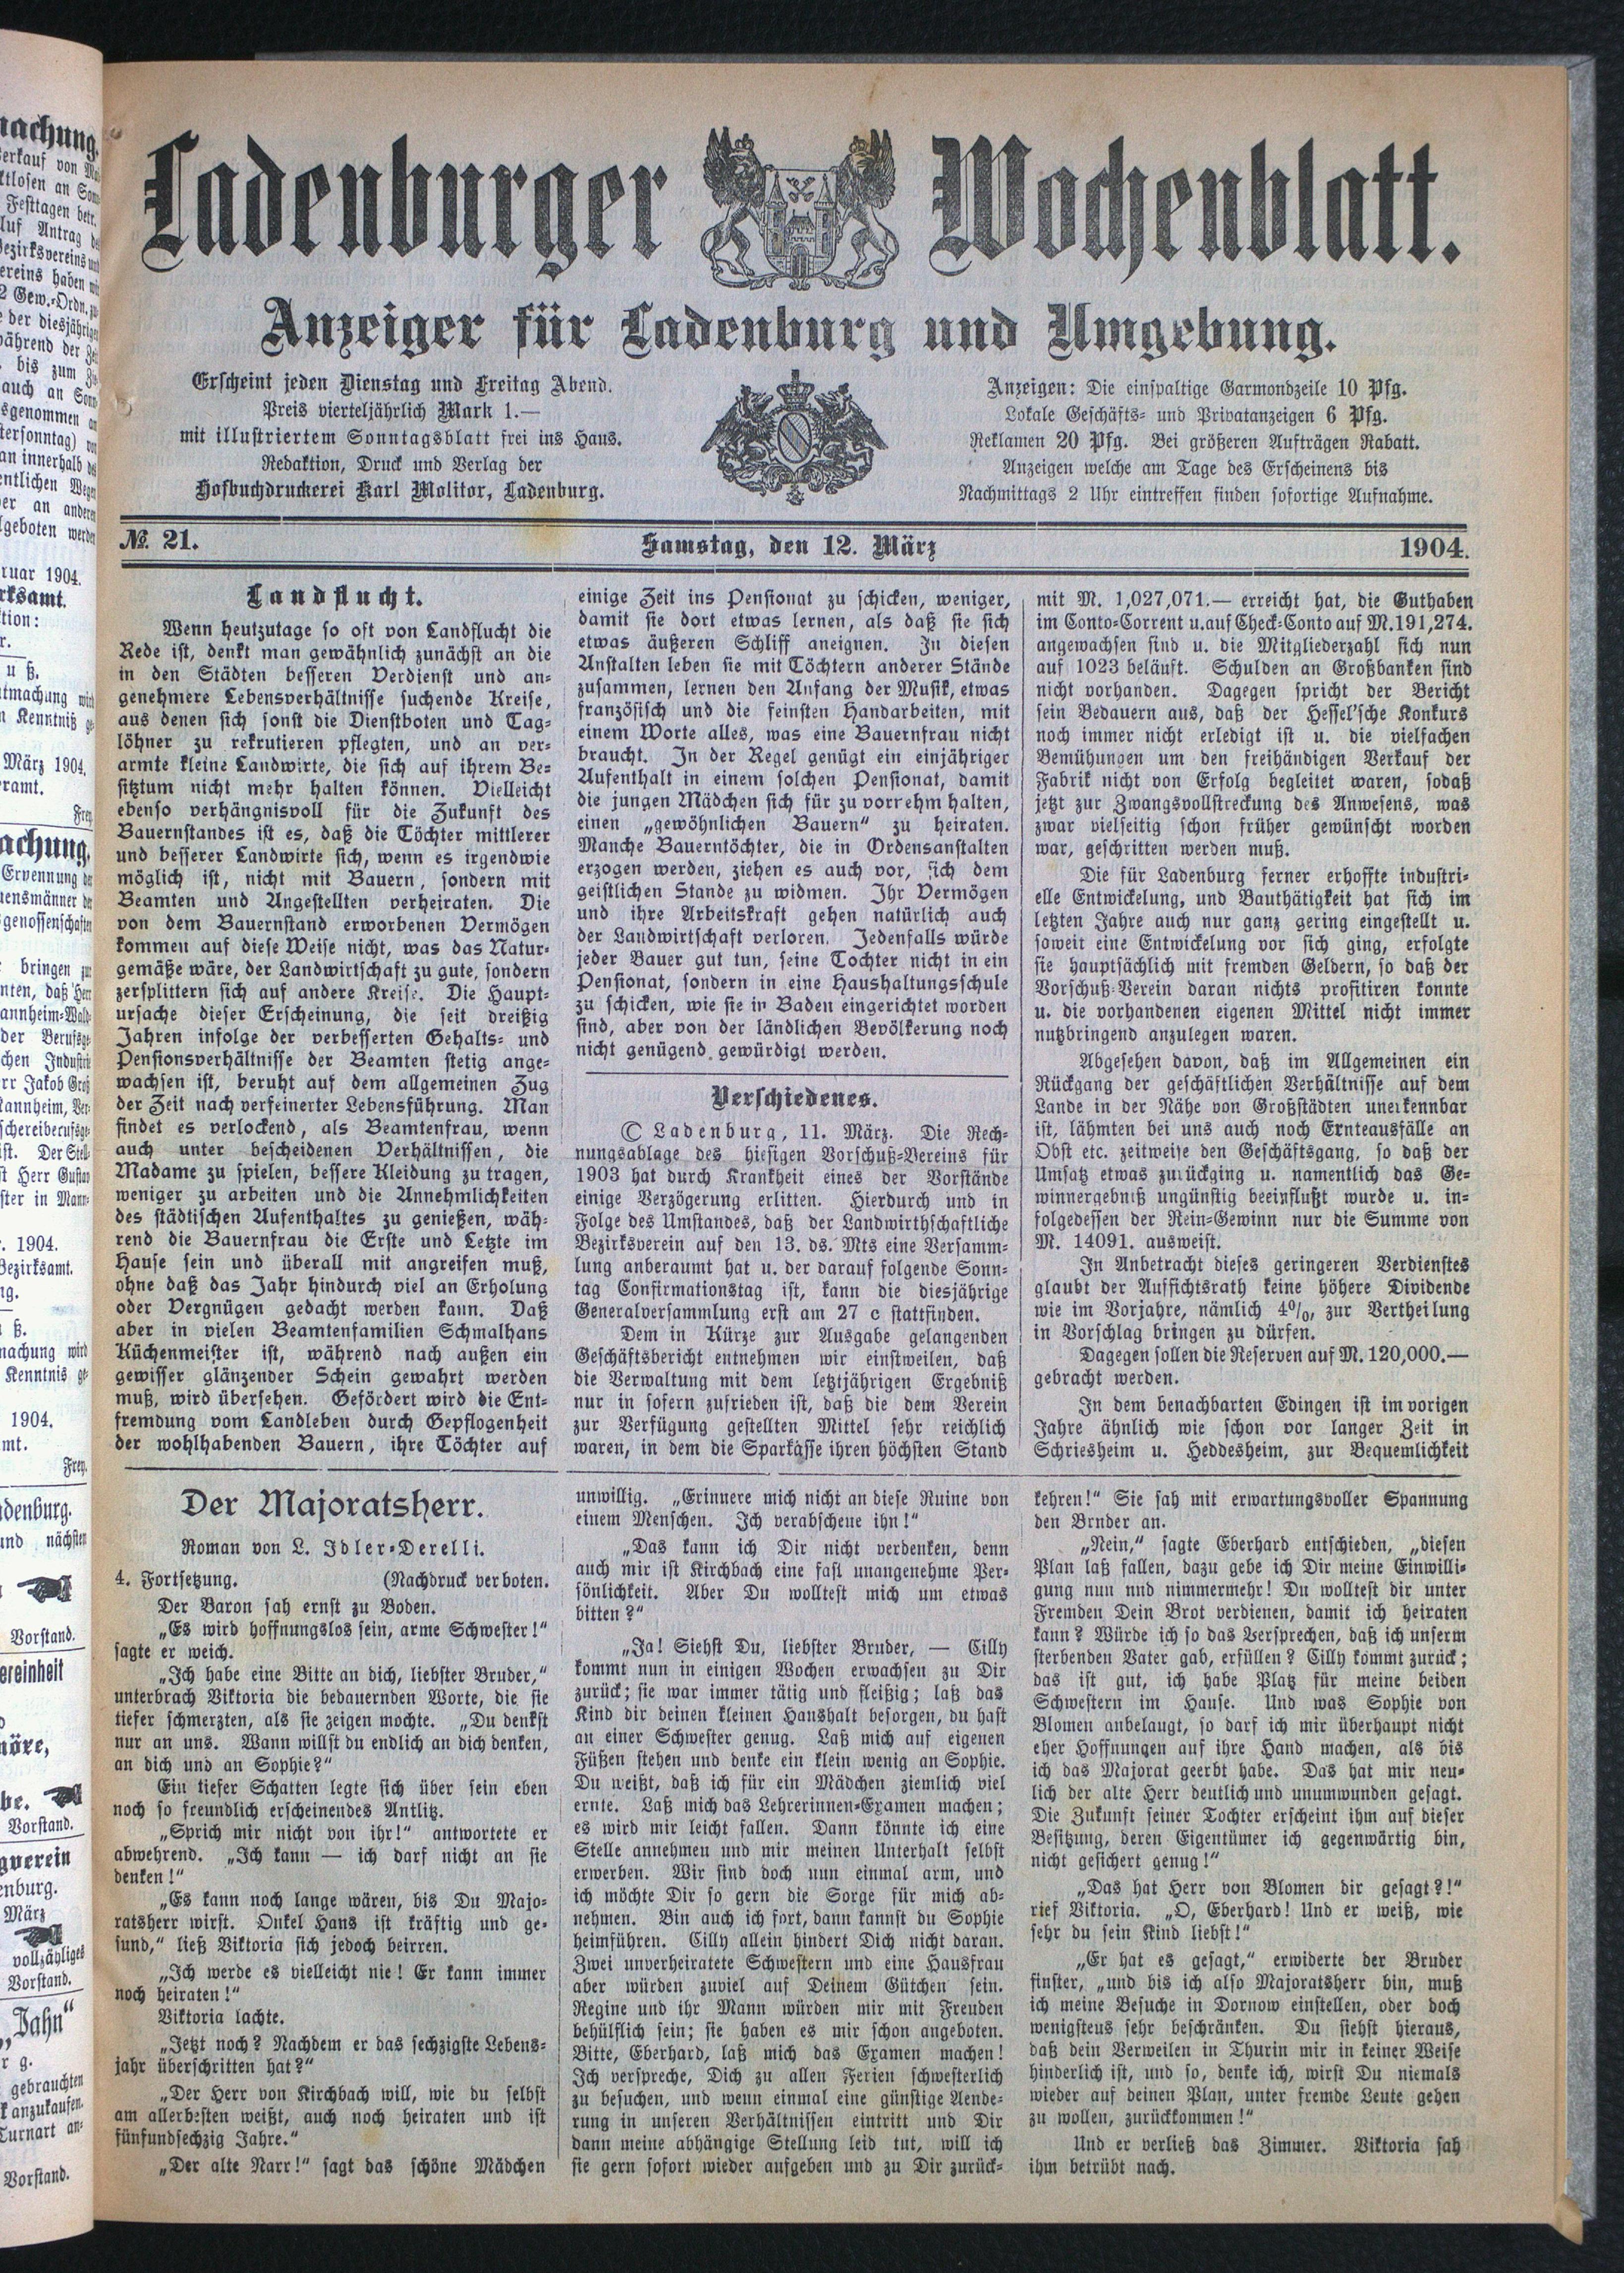 Ladenburger Wochenblatt.
Anzeiger für Ladenburg und Umgebung.
Erscheint jeden Dienstag und Freitag Abend.
Preis vierteljährlich Mark 1.—
mit illustriertem Sonntagsblatt frei ins Haus.
Redaktion, Druck und Verlag der
Hofbuchdruckerei Karl Molitor, Ladenburg.
Anzeigen: Die einspaltige Garmondzeile 10 Pfg.
Lokale Geschäfts- und Privatanzeigen 6 Pfg.
Reklamen 20 Pfg. Bei größeren Aufträgen Rabatt.
Anzeigen welche am Tage des Erscheinens bis
Nachmittags 2 Uhr eintreffen finden sofortige Aufnahme.
№ 21. Samstag, den 12. März 1904.
Landflucht.
Wenn heutzutage so oft von Landflucht die
Rede ist, denkt man gewähnlich zunächst an die
in den Städten besseren Verdienst und an-
genehmere Lebensverhältnisse suchende Kreise,
aus denen sich sonst die Dienstboten und Tag-
löhner zu rekrutieren pflegten, und an ver-
armte kleine Landwirte, die sich auf ihrem Be-
sitztum nicht mehr halten können. Vielleicht
ebenso verhängnisvoll für die Zukunft des
Bauernstandes ist es, daß die Töchter mittlerer
und besserer Landwirte sich, wenn es irgendwie
möglich ist, nicht mit Bauern, sondern mit
Beamten und Angestellten verheiraten. Die
von dem Bauernstand erworbenen Vermögen
kommen auf diese Weise nicht, was das Natur-
gemäße wäre, der Landwirtschaft zu gute, sondern
zersplittern sich auf andere Kreise. Die Haupt-
ursache dieser Erscheinung, die seit dreißig
Jahren infolge der verbesserten Gehalts- und
Pensionsverhältnisse der Beamten stetig ange-
wachsen ist, beruht auf dem allgemeinen Zug
der Zeit nach verfeinerter Lebensführung. Man
findet es verlockend, als Beamtenfrau, wenn
auch unter bescheidenen Verhältnissen, die
Madame zu spielen, bessere Kleidung zu tragen,
weniger zu arbeiten und die Annehmlichkeiten
des städtischen Aufenthaltes zu genießen, wäh-
rend die Bauernfrau die Erste und Letzte im
Hause sein und überall mit angreifen muß,
ohne daß das Jahr hindurch viel an Erholung
oder Vergnügen gedacht werden kann. Daß
aber in vielen Beamtenfamilien Schmalhans
Küchenmeister ist, während nach außen ein
gewisser glänzender Schein gewahrt werden
muß, wird übersehen. Gefördert wird die Ent-
fremdung vom Landleben durch Gepflogenheit
der wohlhabenden Bauern, ihre Töchter auf
einige Zeit ins Pensionat zu schicken, weniger,
damit sie dort etwas lernen, als daß sie sich
etwas äußeren Schliff aneignen. In diesen
Anstalten leben sie mit Töchtern anderer Stände
zusammen, lernen den Anfang der Musik, etwas
französisch und die feinsten Handarbeiten, mit
einem Worte alles, was eine Bauernfrau nicht
braucht. In der Regel genügt ein einjähriger
Aufenthalt in einem solchen Pensionat, damit
die jungen Mädchen sich für zu vornehm halten,
einen „gewöhnlichen Bauern“ zu heiraten.
Manche Bauerntöchter, die in Ordensanstalten
erzogen werden, ziehen es auch vor, sich dem
geistlichen Stande zu widmen. Ihr Vermögen
und ihre Arbeitskraft gehen natürlich auch
der Landwirtschaft verloren. Jedenfalls würde
jeder Bauer gut tun, seine Tochter nicht in ein
Pensionat, sondern in eine Haushaltungsschule
zu schicken, wie sie in Baden eingerichtet worden
sind, aber von der ländlichen Bevölkerung noch
nicht genügend gewürdigt werden.
Verschiedenes.
© Ladenburg, 11. März. Die Rech-
nungsablage des hiesigen Vorschuß-Vereins für
1903 hat durch Krankheit eines der Vorstände
einige Verzögerung erlitten. Hierdurch und in
Folge des Umstandes, daß der Landwirthschaftliche
Bezirksverein auf den 13. ds. Mts eine Versamm-
lung anberaumt hat u. der darauf folgende Sonn-
tag Confirmationstag ist, kann die diesjährige
Generalversammlung erst am 27 c stattfinden.
Dem in Kürze zur Ausgabe gelangenden
Geschäftsbericht entnehmen wir einstweilen, daß
die Verwaltung mit dem letztjährigen Ergebniß
nur in sofern zufrieden ist, daß die dem Verein
zur Verfügung gestellten Mittel sehr reichlich
waren, in dem die Sparkasse ihren höchsten Stand
mit M. 1,027,071.— erreicht hat, die Guthaben
im Conto-Corrent u. auf Check-Conto auf M. 191,274.
angewachsen sind u. die Mitgliederzahl sich nun
auf 1023 beläuft. Schulden an Großbanken sind
nicht vorhanden. Dagegen spricht der Bericht
sein Bedauern aus, daß der Hessel'sche Konkurs
noch immer nicht erledigt ist u. die vielfachen
Bemühungen um den freihändigen Verkauf der
Fabrik nicht von Erfolg begleitet waren, sodaß
jetzt zur Zwangsvollstreckung des Anwesens, was
zwar vielseitig schon früher gewünscht worden
war, geschritten werden muß.
Die für Ladenburg ferner erhoffte industri-
elle Entwickelung, und Bauthätigkeit hat sich im
letzten Jahre auch nur ganz gering eingestellt u.
soweit eine Entwickelung vor sich ging, erfolgte
sie hauptsächlich mit fremden Geldern, so daß der
Vorschuß-Verein daran nichts profitiren konnte
u. die vorhandenen eigenen Mittel nicht immer
nutzbringend anzulegen waren.
Abgesehen davon, daß im Allgemeinen ein
Rückgang der geschäftlichen Verhältnisse auf dem
Lande in der Nähe von Großstädten unerkennbar
ist, lähmten bei uns auch noch Ernteausfälle an
Obst etc. zeitweise den Geschäftsgang, so daß der
Umsatz etwas zurückging u. namentlich das Ge-
winnergebniß ungünstig beeinflußt wurde u. in-
folgedessen der Rein-Gewinn nur die Summe von
M. 14091. ausweist.
In Anbetracht dieses geringeren Verdienstes
glaubt der Aufsichtsrath keine höhere Dividende
wie im Vorjahre, nämlich 4%, zur Vertheilung
in Vorschlag bringen zu dürfen.
Dagegen sollen die Reserven auf M. 120,000.—
gebracht werden.
In dem benachbarten Edingen ist im vorigen
Jahre ähnlich wie schon vor langer Zeit in
Schriesheim u. Heddesheim, zur Bequemlichkeit
Der Majoratsherr.
Roman von L. Idler-Derelli.
4. Fortsetzung. (Nachdruck verboten.
Der Baron sah ernst zu Boden.
„Es wird hoffnungslos sein, arme Schwester!“
sagte er weich.
„Ich habe eine Bitte an dich, liebster Bruder,“
unterbrach Viktoria die bedauernden Worte, die sie
tiefer schmerzten, als sie zeigen mochte. „Du denkst
nur an uns. Wann willst du endlich an dich denken,
an dich und an Sophie?“
Ein tiefer Schatten legte sich über sein eben
noch so freundlich erscheinendes Antlitz.
„Sprich mir nicht von ihr!“ antwortete er
abwehrend. „Ich kann — ich darf nicht an sie
denken!“
„Es kann noch lange wären, bis Du Majo-
ratsherr wirst. Onkel Hans ist kräftig und ge-
sund,“ ließ Viktoria sich jedoch beirren.
„Ich werde es vielleicht nie! Er kann immer
noch heiraten!“
Viktoria lachte.
„Jetzt noch? Nachdem er das sechzigste Lebens-
jahr überschritten hat?“
„Der Herr von Kirchbach will, wie du selbst
am allerbesten weißt, auch noch heiraten und ist
fünfundsechzig Jahre.“
„Der alte Narr!“ sagt das schöne Mädchen
unwillig. „Erinnere mich nicht an diese Ruine von
einem Menschen. Ich verabscheue ihn!“
„Das kann ich Dir nicht verdenken, denn
auch mir ist Kirchbach eine fasl unangenehme Per-
sönlichkeit. Aber Du wolltest mich um etwas
bitten?“
„Ja! Siehst Du, liebster Bruder, — Cilly
kommt nun in einigen Wochen erwachsen zu Dir
zurück; sie war immer tätig und fleißig; laß das
Kind dir deinen kleinen Haushalt besorgen, du hast
an einer Schwester genug. Laß mich auf eigenen
Füßen stehen und denke ein klein wenig an Sophie.
Du weißt, daß ich für ein Mädchen ziemlich viel
ernte. Laß mich das Lehrerinnen-Examen machen;
es wird mir leicht fallen. Dann könnte ich eine
Stelle annehmen und mir meinen Unterhalt selbst
erwerben. Wir sind doch nun einmal arm, und
ich möchte Dir so gern die Sorge für mich ab-
nehmen. Bin auch ich fort, dann kannst du Sophie
heimführen. Cilly allein hindert Dich nicht daran.
Zwei unverheiratete Schwestern und eine Hausfrau
aber würden zuviel auf Deinem Gütchen sein.
Regine und ihr Mann würden mir mit Freuden
behülflich sein; sie haben es mir schon angeboten.
Bitte, Eberhard, laß mich das Examen machen!
Ich verspreche, Dich zu allen Ferien schwesterlich
zu besuchen, und wenn einmal eine günstige Aende-
rung in unseren Verhältnissen eintritt und Dir
dann meine abhängige Stellung leid tut, will ich
sie gern sofort wieder aufgeben und zu Dir zurück-
kehren!“ Sie sah mit erwartungsvoller Spannung
den Brnder an.
„Nein,“ sagte Eberhard entschieden, „diesen
Plan laß fallen, dazu gebe ich Dir meine Einwilli-
gung nun nnd nimmermehr! Du wolltest dir unter
Fremden Dein Brot verdienen, damit ich heiraten
kann? Würde ich so das Versprechen, daß ich unserm
sterbenden Vater gab, erfüllen? Cilly kommt zurück;
das ist gut, ich habe Platz für meine beiden
Schwestern im Hause. Und was Sophie von
Blomen anbelaugt, so darf ich mir überhaupt nicht
eher Hoffnungen auf ihre Hand machen, als bis
ich das Majorat geerbt habe. Das hat mir neu-
lich der alte Herr deutlich und unumwunden gesagt.
Die Zukunft seiner Tochter erscheint ihm auf dieser
Besitzung, deren Eigentümer ich gegenwärtig bin,
nicht gesichert genug!“
„Das hat Herr von Blomen dir gesagt?!“
rief Viktoria. „O, Eberhard! Und er weiß, wie
sehr du sein Kind liebst!“
„Er hat es gesagt,“ erwiderte der Bruder
finster, „und bis ich also Majoratsherr bin, muß
ich meine Besuche in Dornow einstellen, oder doch
wenigsteus sehr beschränken. Du siehst hieraus,
daß dein Verweilen in Thurin mir in keiner Weise
hinderlich ist, und so, denke ich, wirst Du niemals
wieder auf deinen Plan, unter fremde Leute gehen
zu wollen, zurückkommen!“
Und er verließ das Zimmer. Viktoria sah
ihm betrübt nach.